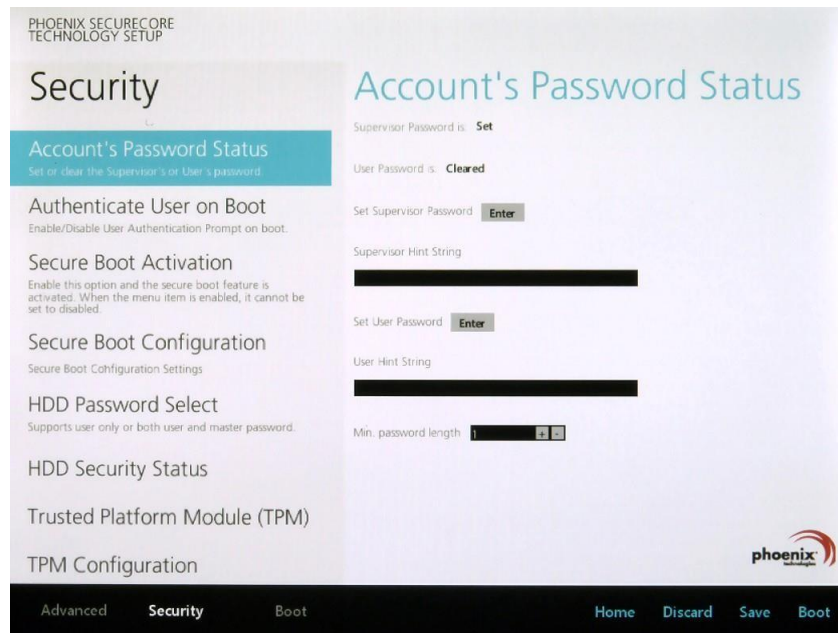 PHOENIX SECURECORE
TECHNOLOGY SETUP
Security
Account's Password Status
Set or clear the Supervisor's or User's password.
Authenticate User on Boot
Enable/Disable User Authentication Prompt on boot.
Secure Boot Activation
Enable this option and the secure boot feature is
activated. When the menu item is enabled, it cannot be
set to disabled.
Secure Boot Configuration
Secure Boot Configuration Settings
HDD Password Select
Supports user only or both user and master password.
HDD Security Status
Trusted Platform Module (TPM)
TPM Configuration
Account's Password Status
Supervisor Password is: Set
User Password is: Cleared
Set Supervisor Password Enter
Supervisor Hint String
Set User Password Enter
User Hint String
Min. password length 1 + -
phoenix
technologies
Advanced Security Boot Home Discard Save Boot